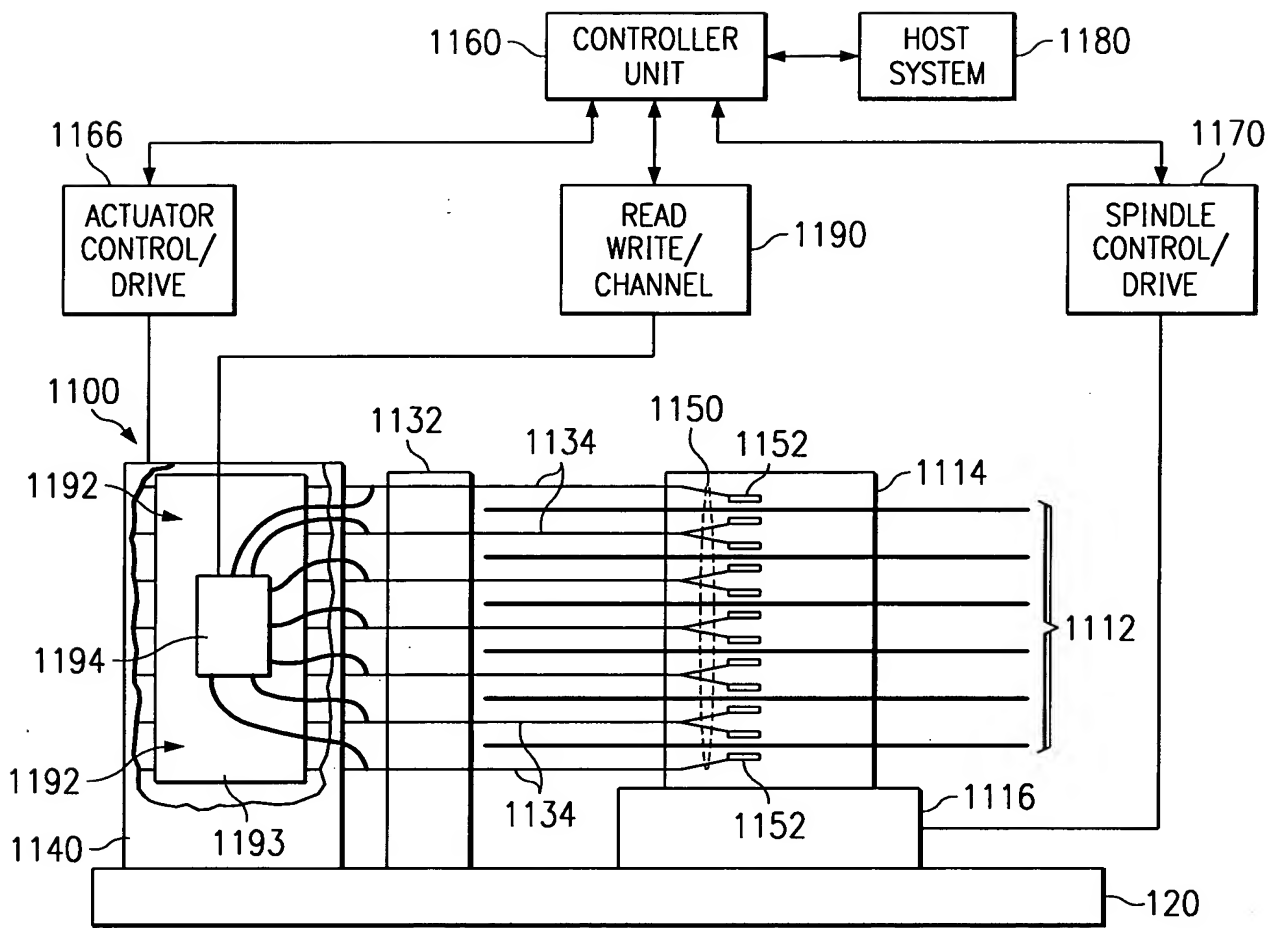 1160
CONTROLLER
UNIT
HOST
SYSTEM
1180
1166
ACTUATOR
CONTROL/
DRIVE
READ
WRITE/
CHANNEL
1190
1170
SPINDLE
CONTROL/
DRIVE
1100
1132
1134
1150
1152
1114
1192
1112
1194
1192
1193
1140
1134
1152
1116
120